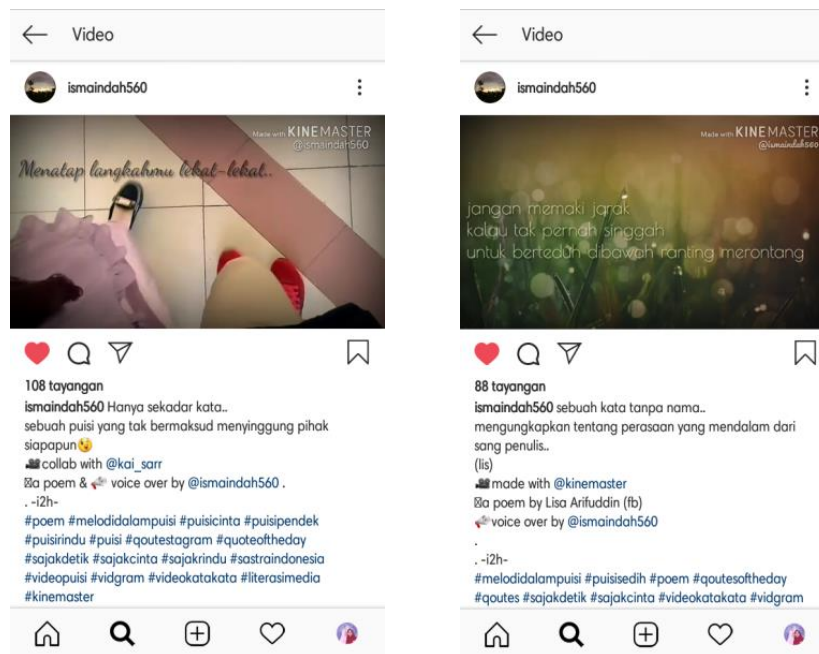 Video
ismaindah560
Made with KINEMASTER
@ismaindah560
Menatap langkahmu lekat-lekat..
108 tayangan
ismaindah560 Hanya sekadar kata..
sebuah puisi yang tak bermaksud menyinggung pihak
siapapun😲
🎥collab with @kai_sarr
a poem & 📣 voice over by @ismaindah560 .
. -i2h-
#poem #melodidalampuisi #puisicinta #puisipendek
#puisirindu #puisi #qoutestagram #quoteoftheday
#sajakdetik #sajakcinta #sajakrindu #sastraindonesia
#videopuisi #vidgram #videokatakata #literasimedia
#kinemaster
Video
ismaindah560
Made with KINEMASTER
@ismaindah560
jangan memaki jarak
kalau tak pernah singgah
untuk berteduh dibawah ranting merontang
88 tayangan
ismaindah560 sebuah kata tanpa nama..
mengungkapkan tentang perasaan yang mendalam dari
sang penulis..
(lis)
🎥made with @kinemaster
a poem by Lisa Arifuddin (fb)
📣voice over by @ismaindah560
.
. -i2h-
#melodidalampuisi #puisisedih #poem #qoutesoftheday
#qoutes #sajakdetik #sajakcinta #videokatakata #vidgram